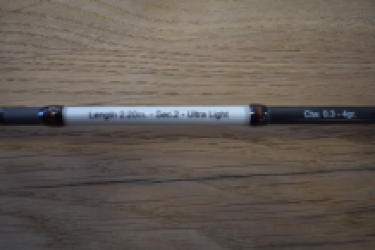 Length 2.20m. - Sec.2 - Ultra Light
Cw. 0.3 - 4gr.